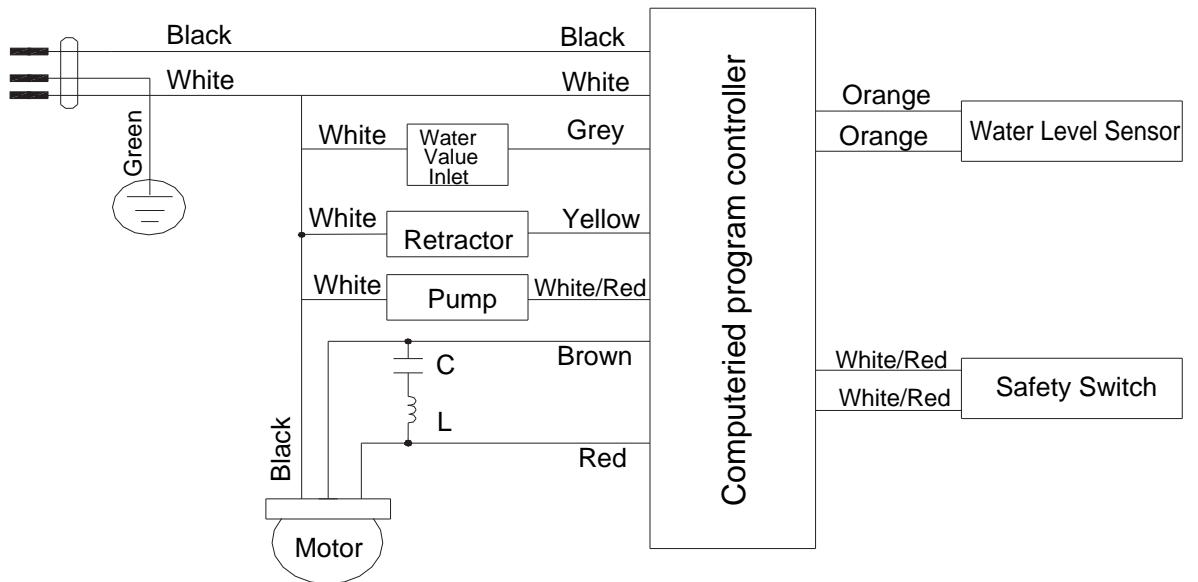 Black
Black
White
White
Green
White
Water
Value
Inlet
Grey
White
Retractor
Yellow
White
Pump
White/Red
Brown
C
L
Red
Black
Motor
Computeried program controller
Orange
Orange
Water Level Sensor
White/Red
White/Red
Safety Switch